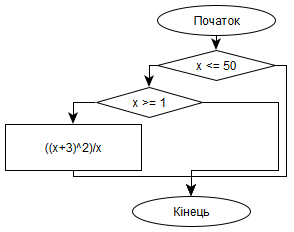 Початок
x <= 50
x >= 1
((x+3)^2)/x
Кінець